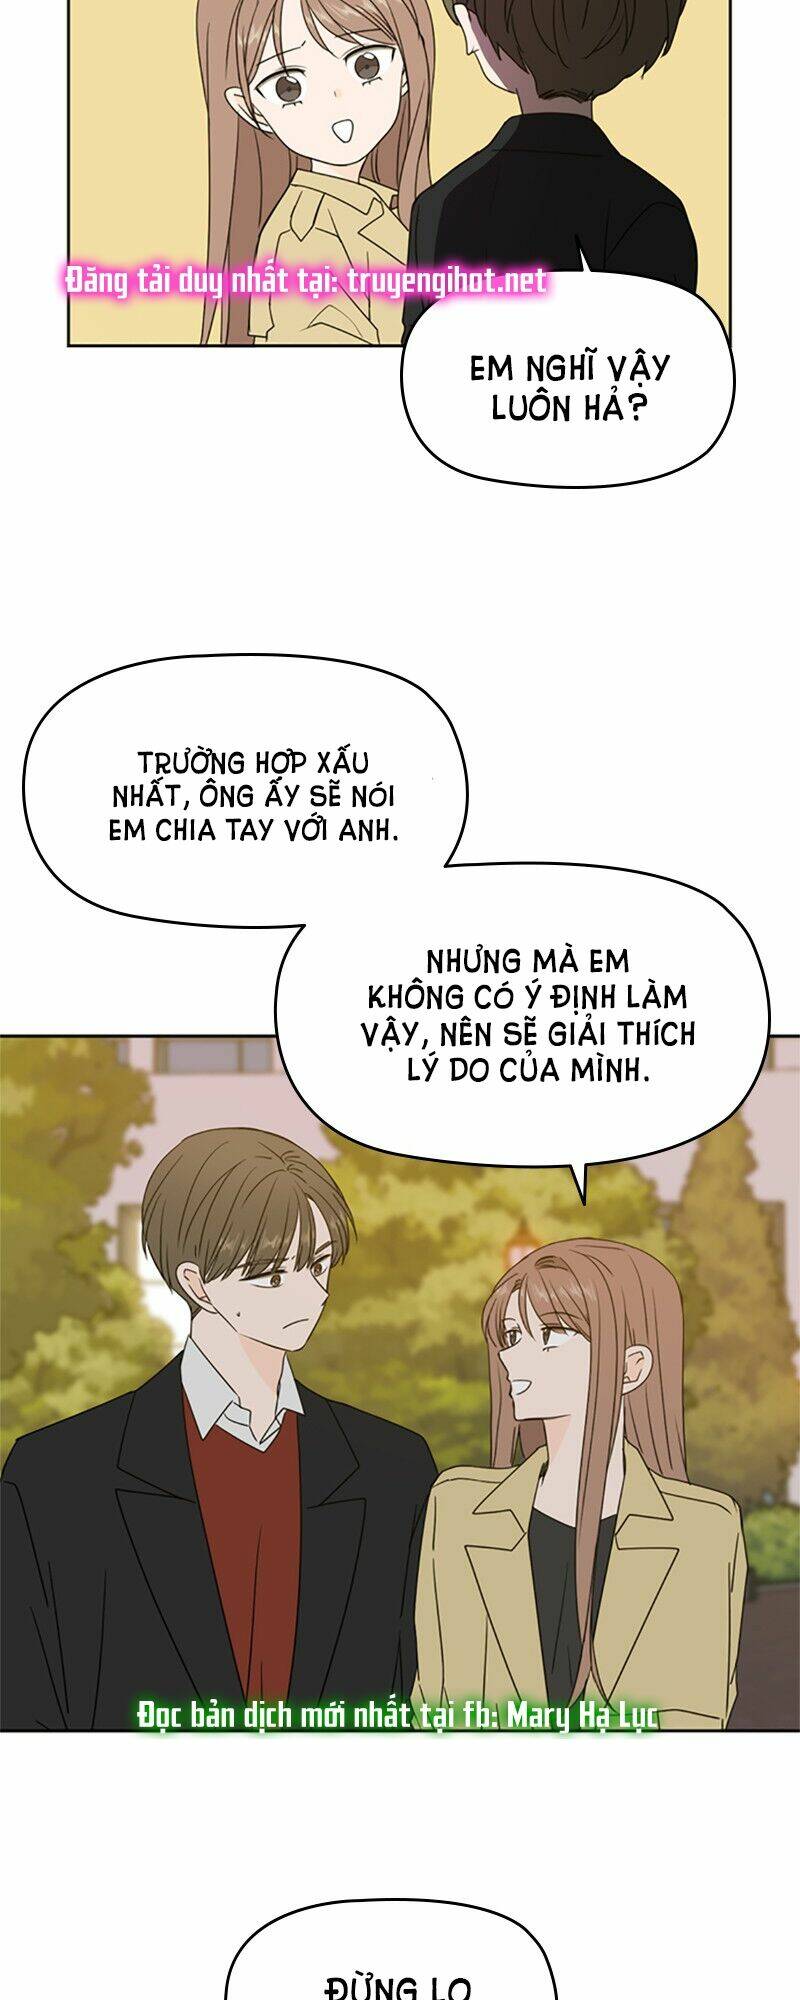 Đăng tải duy nhất tại: truyengihot.net
EM NGHĨ VẬY
LUÔN HẢ?
TRƯỜNG HỢP XẤU
NHẤT, ÔNG ẤY SẼ NÓI
EM CHIA TAY VỚI ANH.
NHƯNG MÀ EM
KHÔNG CÓ Ý ĐỊNH LÀM
VẬY, NÊN SẼ GIẢI THÍCH
LÝ DO CỦA MÌNH.
Đọc bản dịch mới nhất tại fb: Mary Hạ Lục
ĐỪNG LO